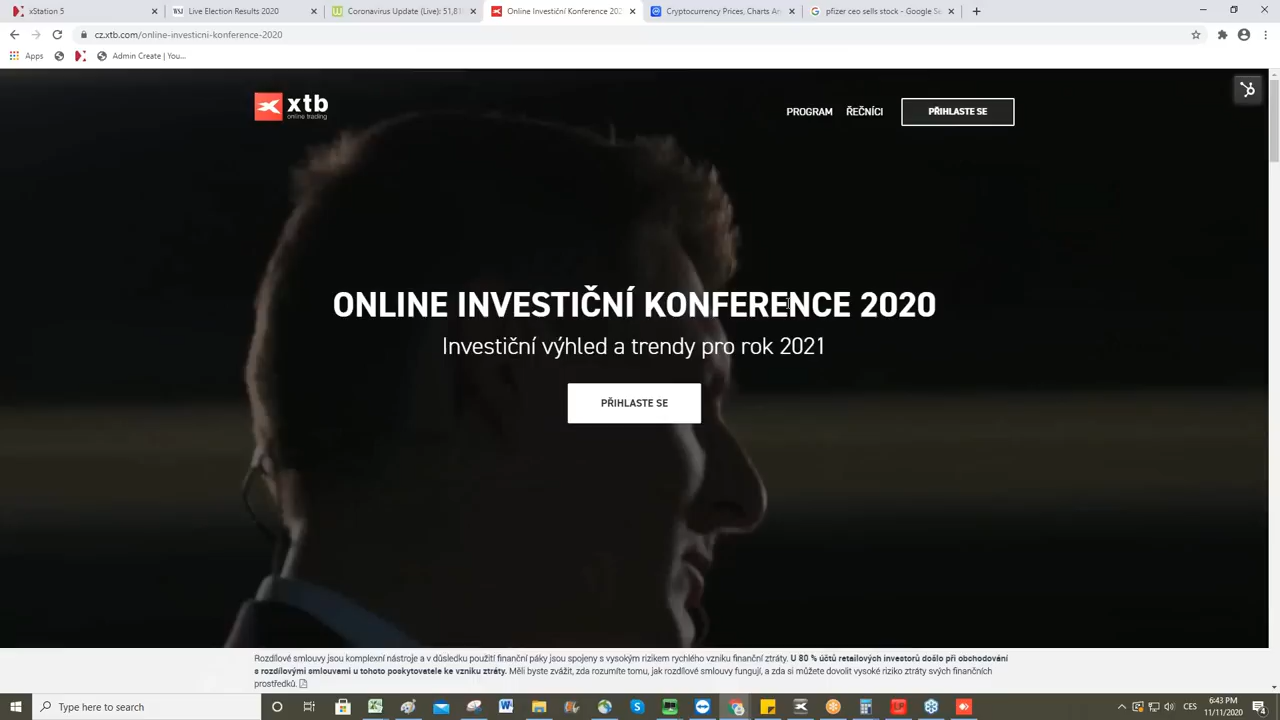 xStation 5
Live Election Results 2020
Coronavirus Update (Live): 51,81
Online Investiční Konference 202
Cryptocurrency Prices, Charts An
pfizer ceo sells stock - Google Se
cz.xtb.com/online-investicni-konference-2020
Apps
Admin Create | You...
xtb
online trading
PROGRAM
ŘEČNÍCI
PŘIHLASTE SE
ONLINE INVESTIČNÍ KONFERENCE 2020
Investiční výhled a trendy pro rok 2021
PŘIHLASTE SE
Rozdílové smlouvy jsou komplexní nástroje a v důsledku použití finanční páky jsou spojeny s vysokým rizikem rychlého vzniku finanční ztráty. U 80 % účtů retailových investorů došlo při obchodování
s rozdílovými smlouvami u tohoto poskytovatele ke vzniku ztráty. Měli byste zvážit, zda rozumíte tomu, jak rozdílové smlouvy fungují, a zda si můžete dovolit vysoké riziko ztráty svých finančních
prostředků.
Type here to search
CES
6:43 PM
11/11/2020